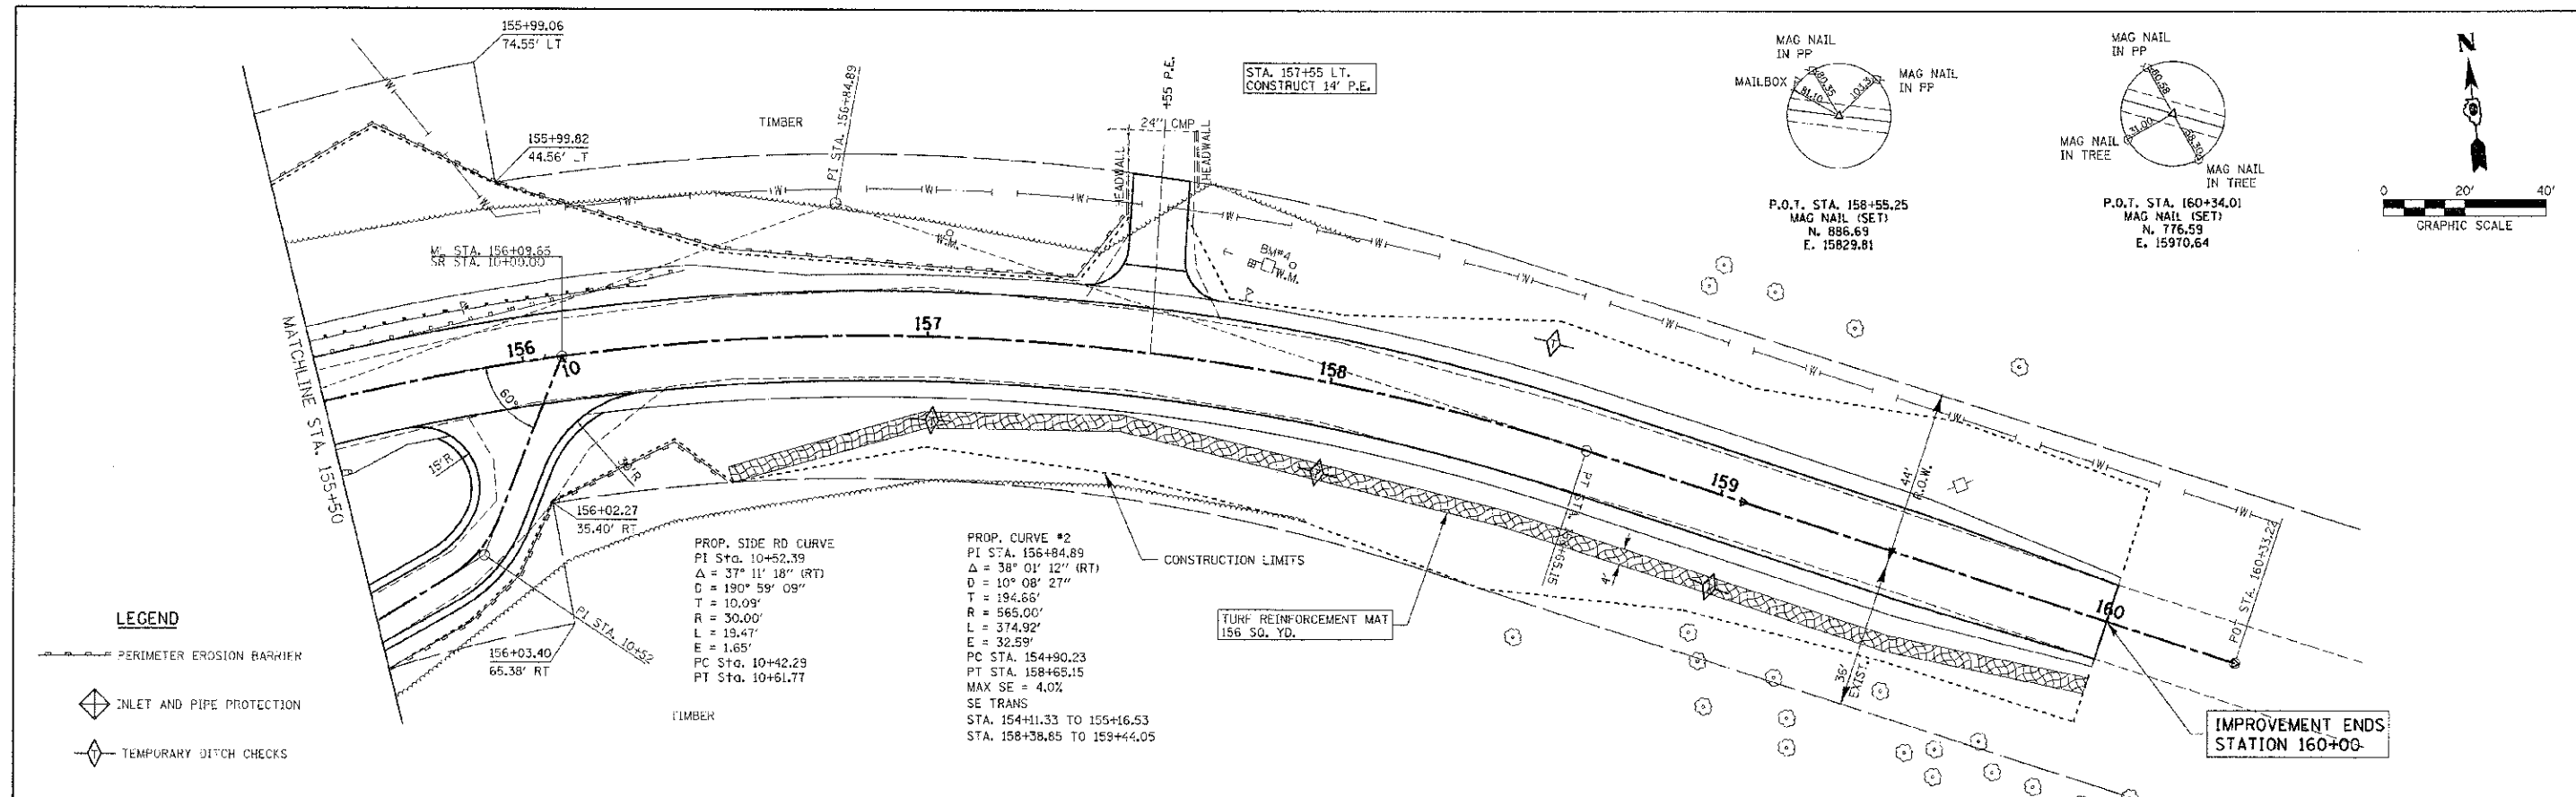 155+99.06
74.55' LT
155+99.82
44.56' LT
TIMBER
PI STA. 156+84.89
24" CMP
HEADWALL
HEADWALL
+55 P.E.
STA. 157+55 LT.
CONSTRUCT 14' P.E.
MAG NAIL
IN PP
MAILBOX
MAG NAIL
IN PP
80.35
81.10
P.O.T. STA. 158+55.25
MAG NAIL (SET)
N. 886.69
E. 15829.81
MAG NAIL
IN PP
60.58
31.00
MAG NAIL
IN TREE
MAG NAIL
IN TREE
P.O.T. STA. 160+34.01
MAG NAIL (SET)
N. 776.59
E. 15970.64
N
0 20' 40'
GRAPHIC SCALE
ML STA. 156+09.65
SR STA. 10+00.00
W.M.
BM#4
W.M.
MATCHLINE STA. 155+50
156
10
157
158
159
160
60°
15'R
156+02.27
35.40' RT
156+03.40
65.38' RT
PI STA. 10+52
PROP. SIDE RD CURVE
PI Sta. 10+52.39
Δ = 37° 11' 18" (RT)
D = 190° 59' 09"
T = 10.09'
R = 30.00'
L = 19.47'
E = 1.65'
PC Sta. 10+42.29
PT Sta. 10+61.77
TIMBER
PROP. CURVE #2
PI STA. 156+84.89
Δ = 38° 01' 12" (RT)
D = 10° 08' 27"
T = 194.66'
R = 565.00'
L = 374.92'
E = 32.59'
PC STA. 154+90.23
PT STA. 158+65.15
MAX SE = 4.0%
SE TRANS
STA. 154+11.33 TO 155+16.53
STA. 158+38.85 TO 159+44.05
CONSTRUCTION LIMITS
TURF REINFORCEMENT MAT
156 SQ. YD.
PT STA. 158+65.15
4'
44'
R.O.W.
36'
EXIST.
POT STA. 160+33.24
IMPROVEMENT ENDS
STATION 160+00
LEGEND
PERIMETER EROSION BARRIER
INLET AND PIPE PROTECTION
TEMPORARY DITCH CHECKS